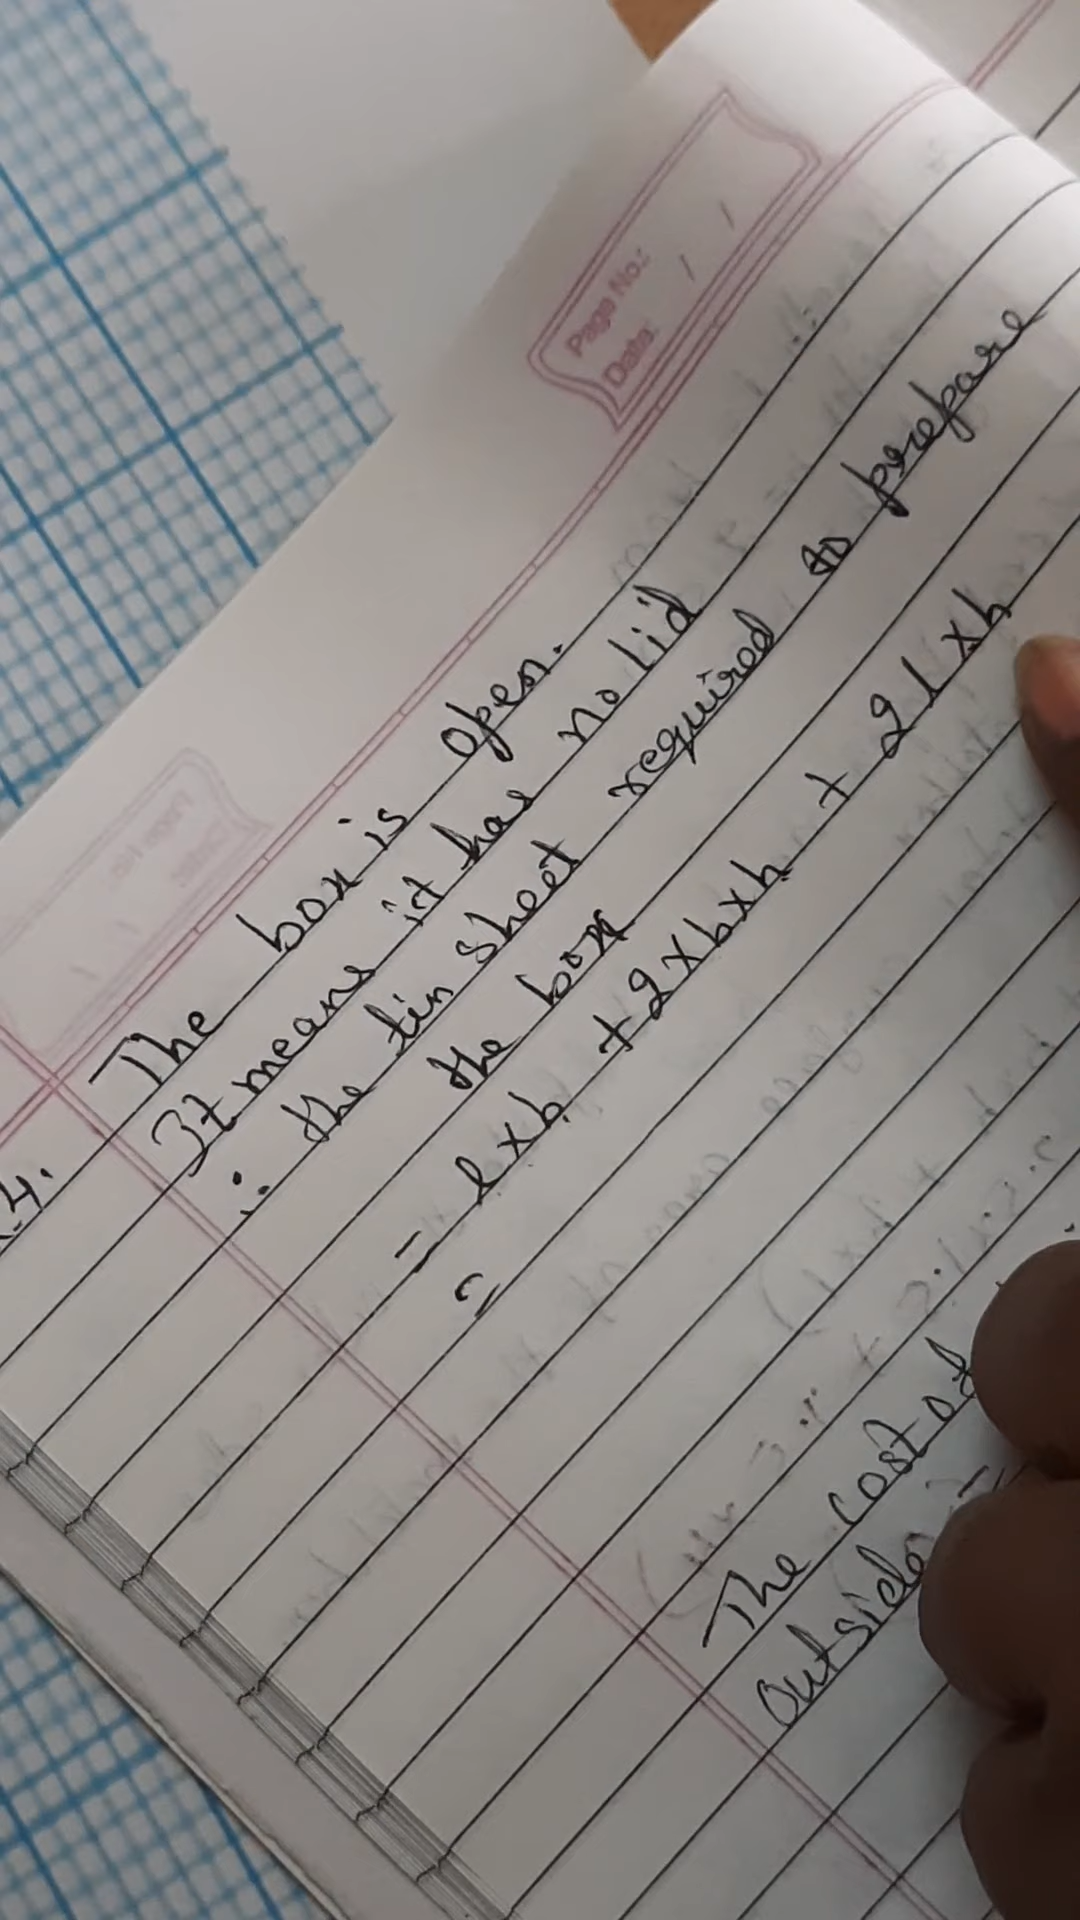 Page No.:
Date: / /
4. The box is open.
It means it has no lid
∴ the tin sheet required to prepare
the box
= l×b + 2×b×h + 2l×h
=
The cost of
outside